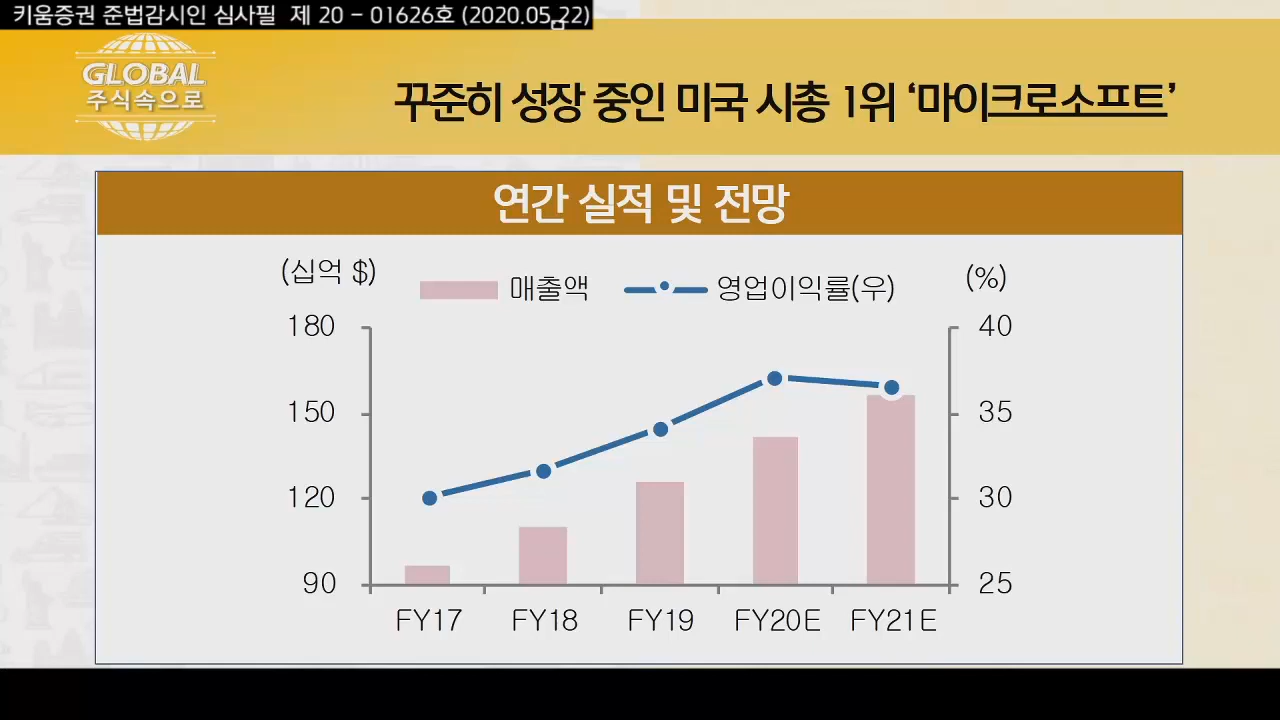 키움증권 준법감시인 심사필 제 20 - 01626호 (2020.05.22)
GLOBAL
주식속으로
꾸준히 성장 중인 미국 시총 1위 ‘마이크로소프트’
연간 실적 및 전망
(십억 $)
매출액
영업이익률(우)
(%)
180
40
150
35
120
30
90
25
FY17 FY18 FY19 FY20E FY21E